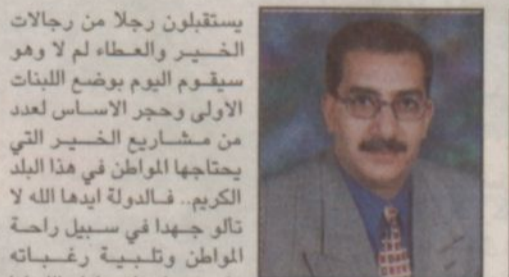 يستقبلون رجلا من رجالات
الخير والعطاء لم لا وهو
سيقوم اليوم بوضع اللبنات
الاولى وحجر الاساس لعدد
من مشاريع الخير التي
يحتاجها المواطن في هذا البلد
الكريم.. فالدولة ايدها الله لا
تألو جهدا في سبيل راحة
المواطن وتلبية رغباته